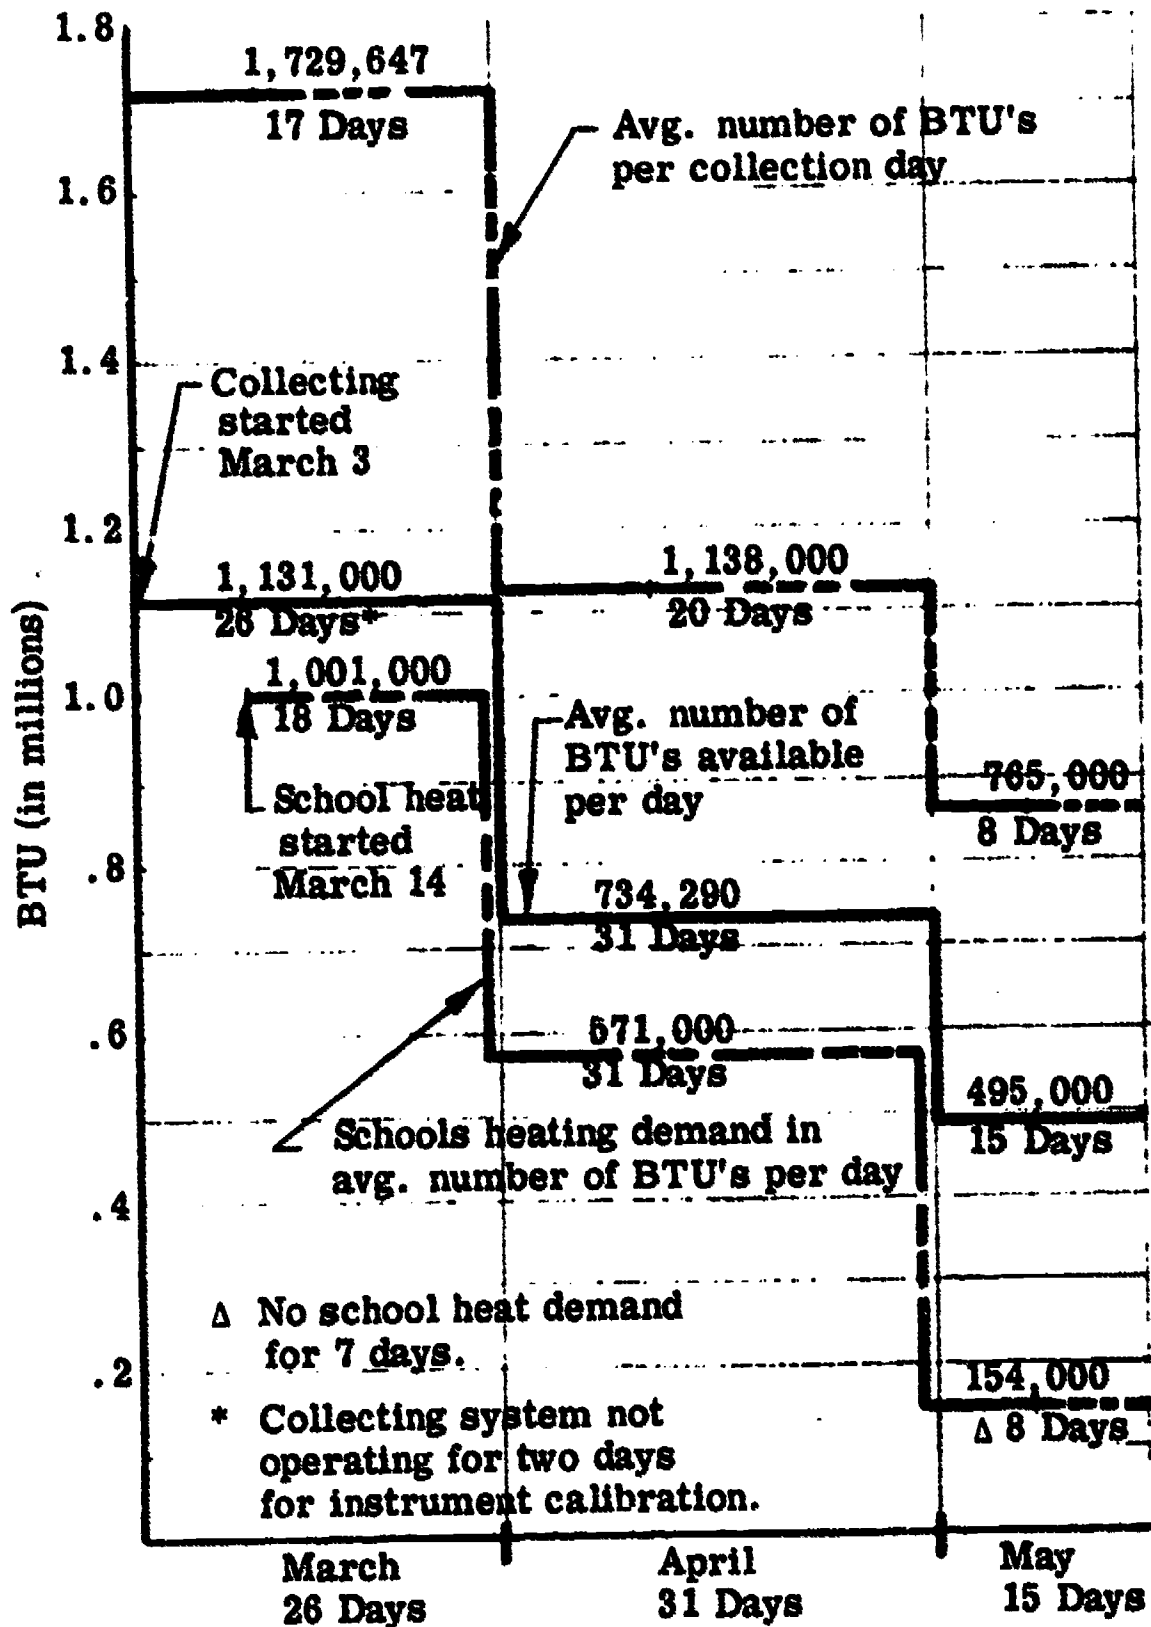 1.8
1,729,647
17 Days
Avg. number of BTU's
per collection day
1.6
1.4
Collecting
started
March 3
1.2
1,131,000
26 Days*
1,138,000
20 Days
BTU (in millions)
1.0
1,001,000
18 Days
Avg. number of
BTU's available
per day
School heat
started
March 14
765,000
8 Days
.8
734,290
31 Days
.6
571,000
31 Days
495,000
15 Days
Schools heating demand in
avg. number of BTU's per day
.4
Δ No school heat demand
for 7 days.
.2
154,000
Δ 8 Days
* Collecting system not
operating for two days
for instrument calibration.
March
26 Days
April
31 Days
May
15 Days